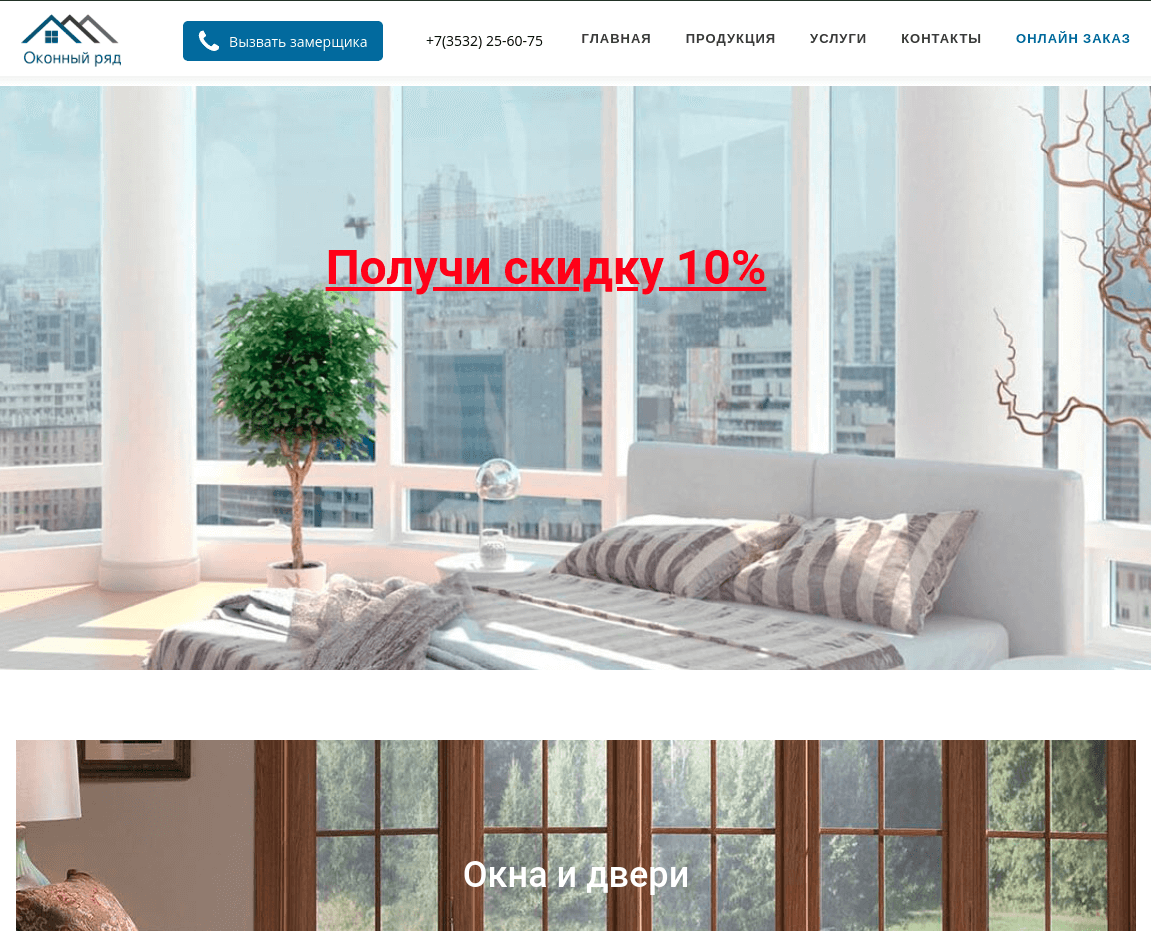 Оконный ряд
Вызвать замерщика
+7(3532) 25-60-75
ГЛАВНАЯ
ПРОДУКЦИЯ
УСЛУГИ
КОНТАКТЫ
ОНЛАЙН ЗАКАЗ
Получи скидку 10%
Окна и двери